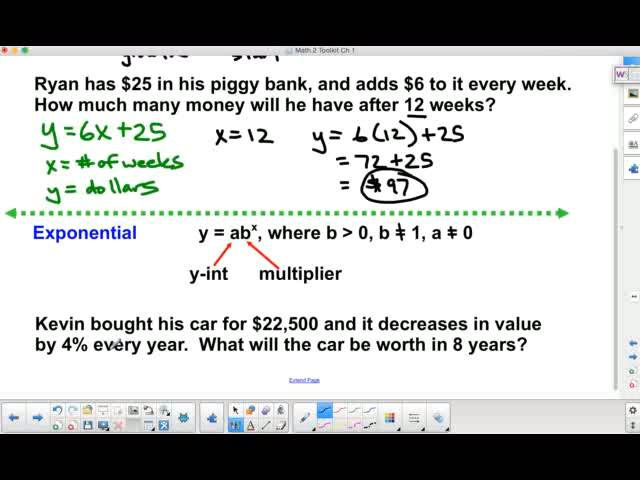 Math 2 Toolkit Ch 1
Ryan has $25 in his piggy bank, and adds $6 to it every week.
How much many money will he have after 12 weeks?
y = 6x + 25
x = # of weeks
y = dollars
x = 12
y = 6(12) + 25
= 72 + 25
= $97
Exponential
y = abˣ, where b > 0, b ≠ 1, a ≠ 0
y-int
multiplier
Kevin bought his car for $22,500 and it decreases in value
by 4% every year. What will the car be worth in 8 years?
Extend Page